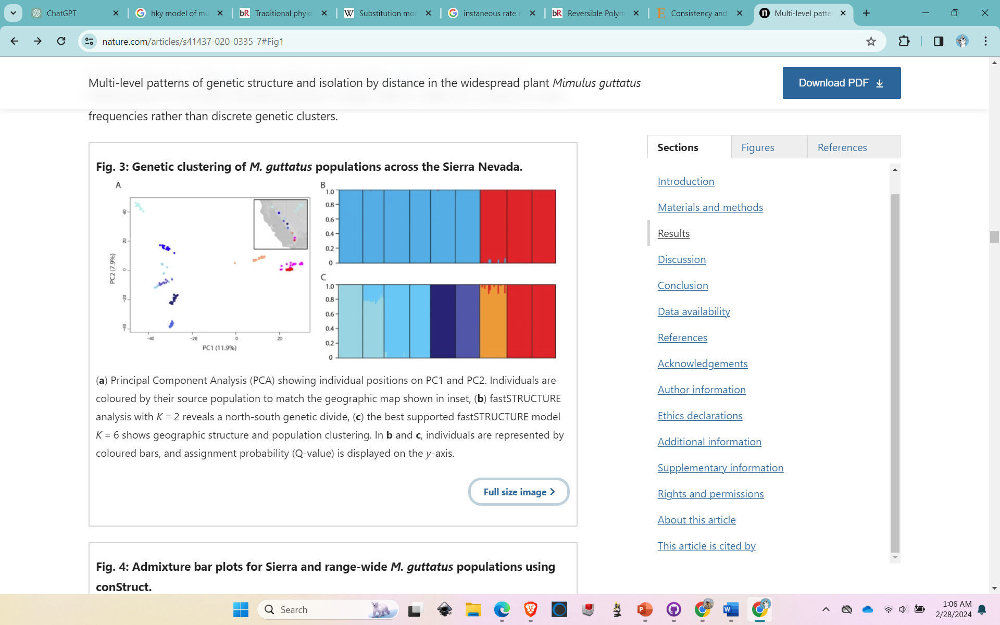 ChatGPT
hky model of mu
Traditional phylo
Substitution mod
instaneous rate r
Reversible Polym
Consistency and
Multi-level patte
nature.com/articles/s41437-020-0335-7#Fig1
Multi-level patterns of genetic structure and isolation by distance in the widespread plant Mimulus guttatus
Download PDF
frequencies rather than discrete genetic clusters.
Fig. 3: Genetic clustering of M. guttatus populations across the Sierra Nevada.
A
40
20
0
-20
-40
PC2 (7.9%)
-40
-20
0
20
PC1 (11.9%)
B
1.0
0.8
0.6
0.4
0.2
0
C
1.0
0.8
0.6
0.4
0.2
0
(a) Principal Component Analysis (PCA) showing individual positions on PC1 and PC2. Individuals are
coloured by their source population to match the geographic map shown in inset, (b) fastSTRUCTURE
analysis with K = 2 reveals a north-south genetic divide, (c) the best supported fastSTRUCTURE model
K = 6 shows geographic structure and population clustering. In b and c, individuals are represented by
coloured bars, and assignment probability (Q-value) is displayed on the y-axis.
Full size image
Fig. 4: Admixture bar plots for Sierra and range-wide M. guttatus populations using
conStruct.
Sections
Figures
References
Introduction
Materials and methods
Results
Discussion
Conclusion
Data availability
References
Acknowledgements
Author information
Ethics declarations
Additional information
Supplementary information
Rights and permissions
About this article
This article is cited by
Search
1:06 AM
2/28/2024